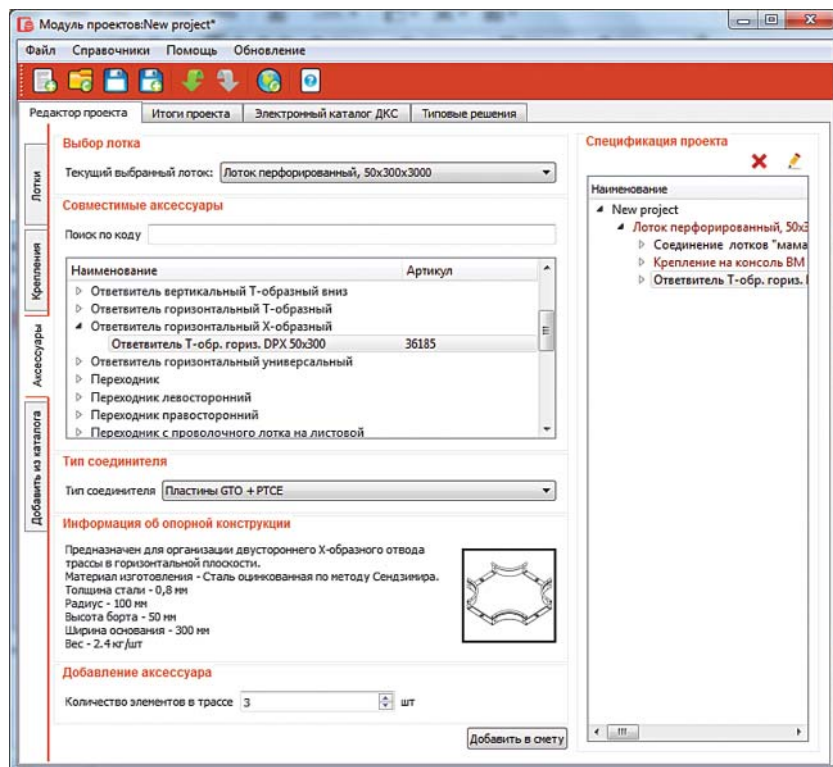 Модуль проектов:New project*
Файл Справочники Помощь Обновление
Редактор проекта Итоги проекта Электронный каталог ДКС Типовые решения
Лотки
Крепления
Аксессуары
Добавить из каталога
Выбор лотка
Текущий выбранный лоток: Лоток перфорированный, 50x300x3000
Совместимые аксессуары
Поиск по коду
Наименование Артикул
Ответвитель вертикальный Т-образный вниз
Ответвитель горизонтальный Т-образный
Ответвитель горизонтальный Х-образный
Ответвитель Т-обр. гориз. DPX 50x300 36185
Ответвитель горизонтальный универсальный
Переходник
Переходник левосторонний
Переходник правосторонний
Переходник с проволочного лотка на листовой
Тип соединителя
Тип соединителя Пластины GTO + PTCE
Информация об опорной конструкции
Предназначен для организации двустороннего Х-образного отвода
трассы в горизонтальной плоскости.
Материал изготовления - Сталь оцинкованная по методу Сендзимира.
Толщина стали - 0,8 мм
Радиус - 100 мм
Высота борта - 50 мм
Ширина основания - 300 мм
Вес - 2.4 кг/шт
Добавление аксессуара
Количество элементов в трассе 3 шт
Добавить в смету
Спецификация проекта
Наименование
New project
Лоток перфорированный, 50x3
Соединение лотков "мама
Крепление на консоль ВМ
Ответвитель Т-обр. гориз.